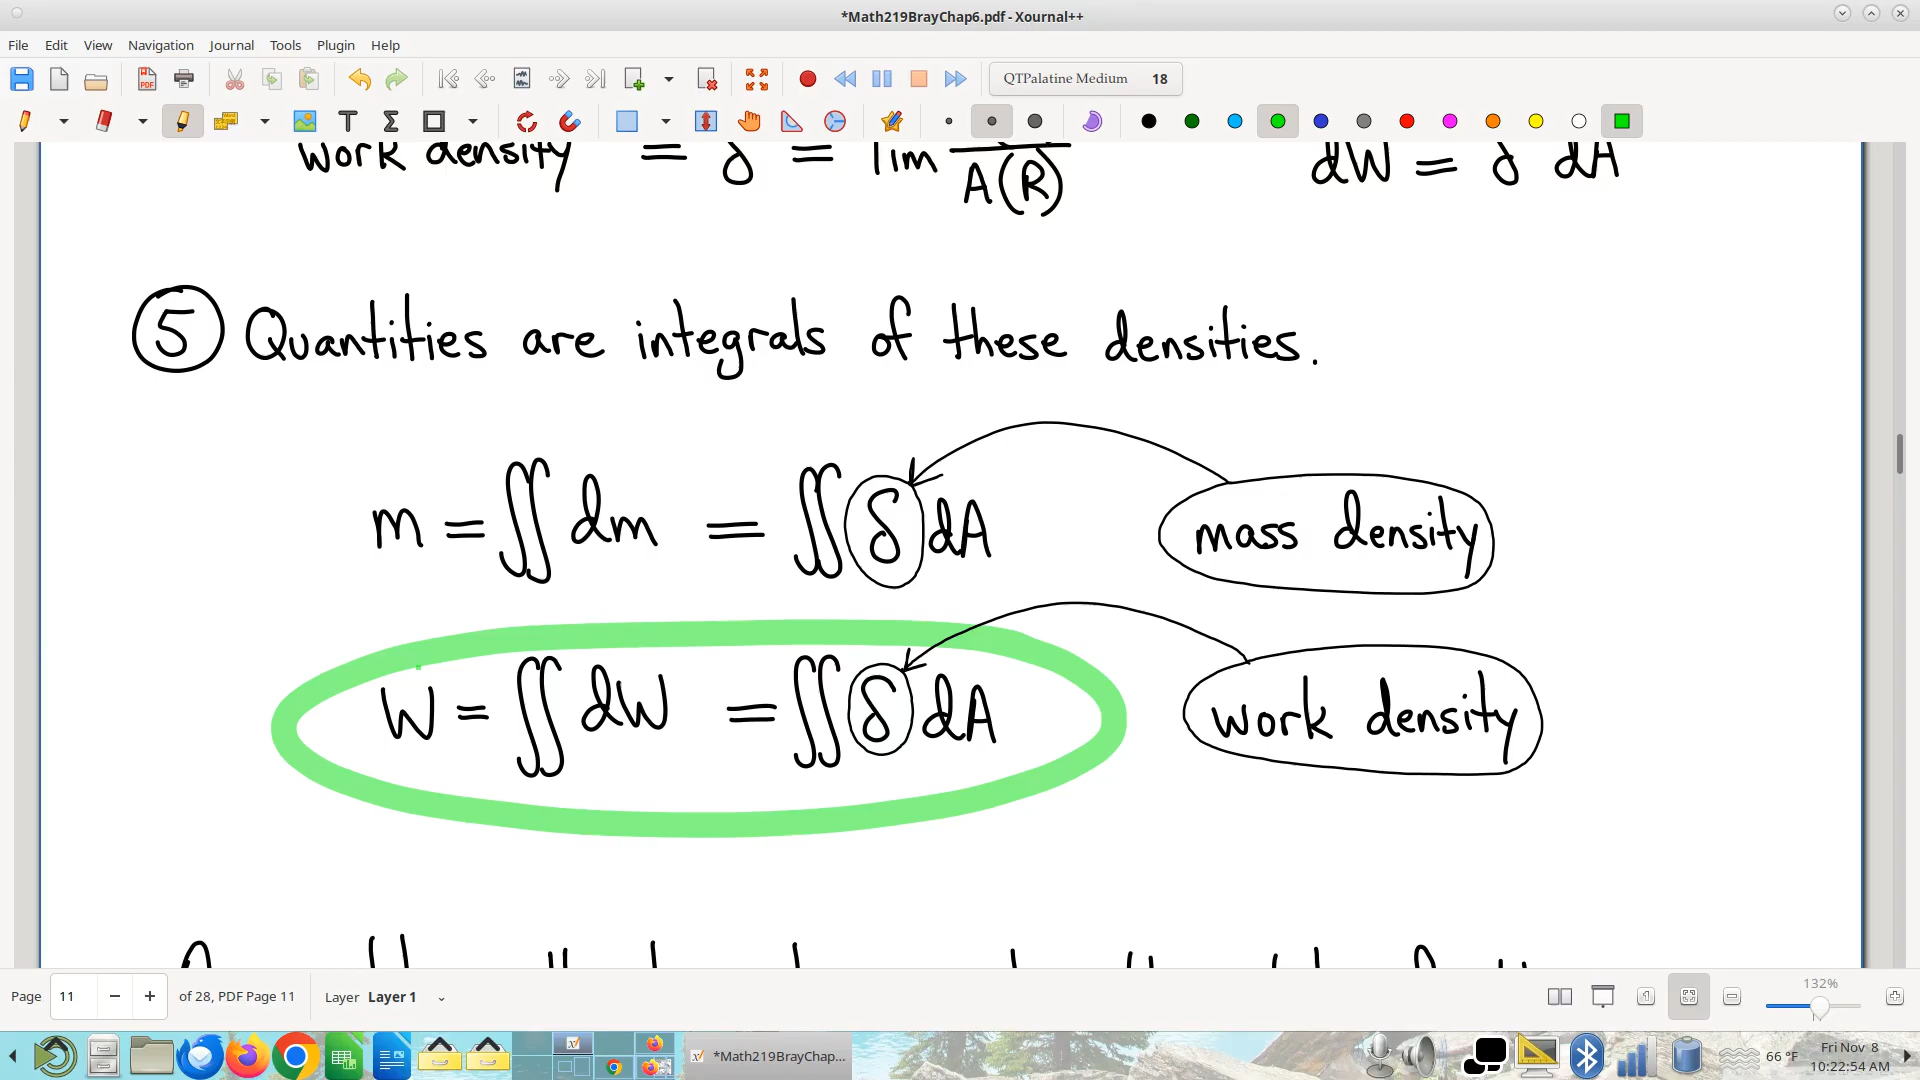 *Math219BrayChap6.pdf - Xournal++
File Edit View Navigation Journal Tools Plugin Help
QTPalatine Medium 18
work density = δ = lim A(R) dW = δ dA
⑤ Quantities are integrals of these densities.
m = ∬ dm = ∬ δ dA mass density
W = ∬ dW = ∬ δ dA work density
Page 11 of 28, PDF Page 11 Layer Layer 1 132%
*Math219BrayChap... 66 °F Fri Nov 8
10:22:54 AM